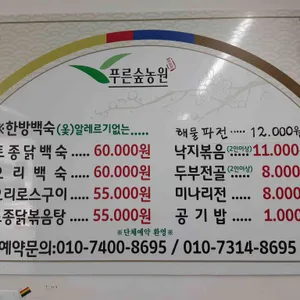 푸른숲농원
※한방백숙(옻)알레르기없는.....
해물파전 ..... 12.000원
토종닭백숙 ..... 60.000원
낙지볶음(2인이상) 11.000
오리백숙 ..... 60.000원
두부전골(2인이상) 8.000
오리로스구이 ..... 55.000원
미나리전 ..... 8.000
토종닭볶음탕 ..... 55.000원
공기밥 ..... 1.000
※단체예약 환영※
예약문의:010-7400-8695 / 010-7314-8695